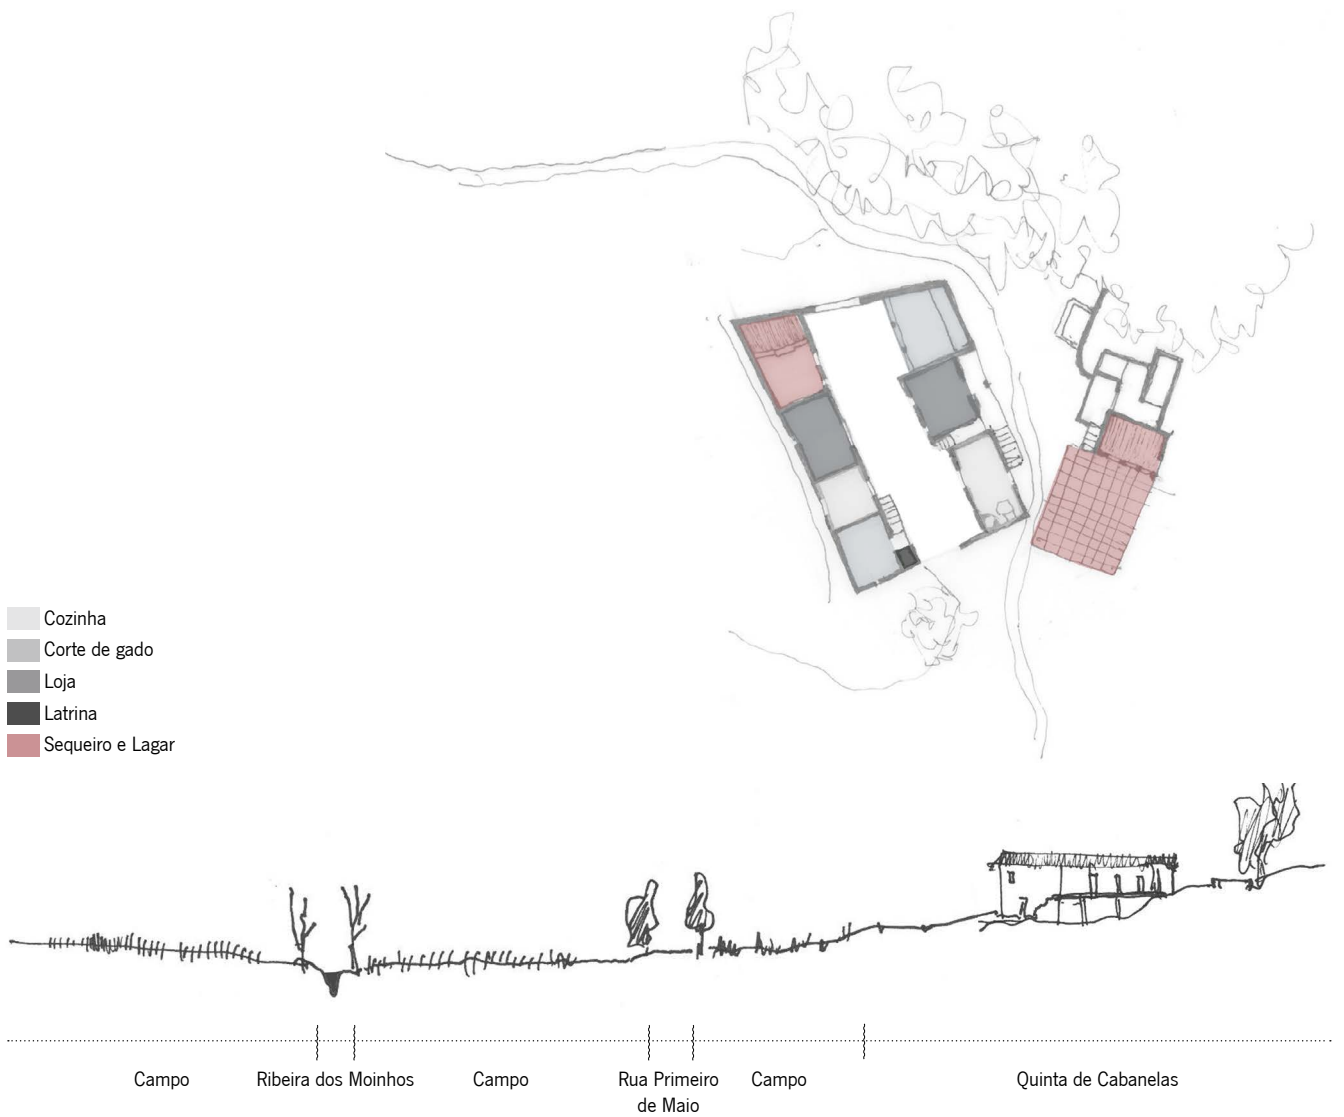 Cozinha
Corte de gado
Loja
Latrina
Sequeiro e Lagar
Campo
Ribeira dos Moinhos
Campo
Rua Primeiro
de Maio
Campo
Quinta de Cabanelas